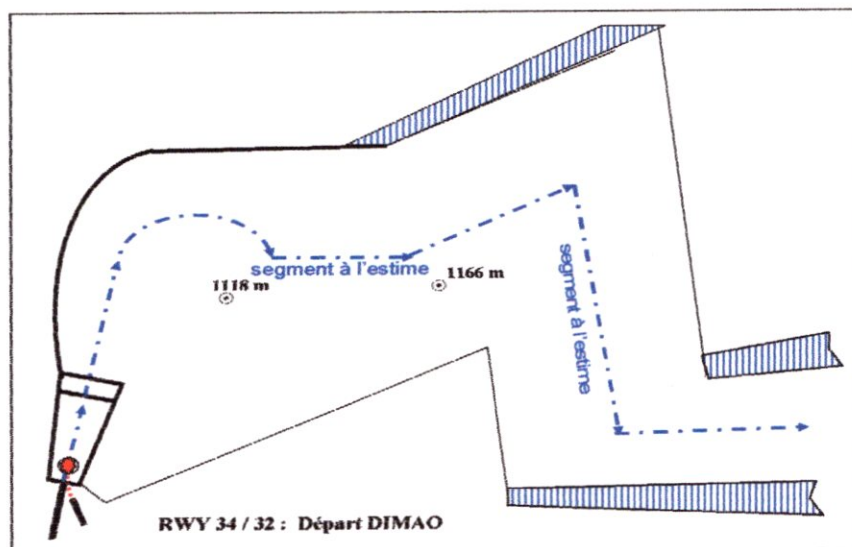 segment à l'estime
1118 m
1166 m
segment à l'estime
RWY 34 / 32 : Départ DIMAO